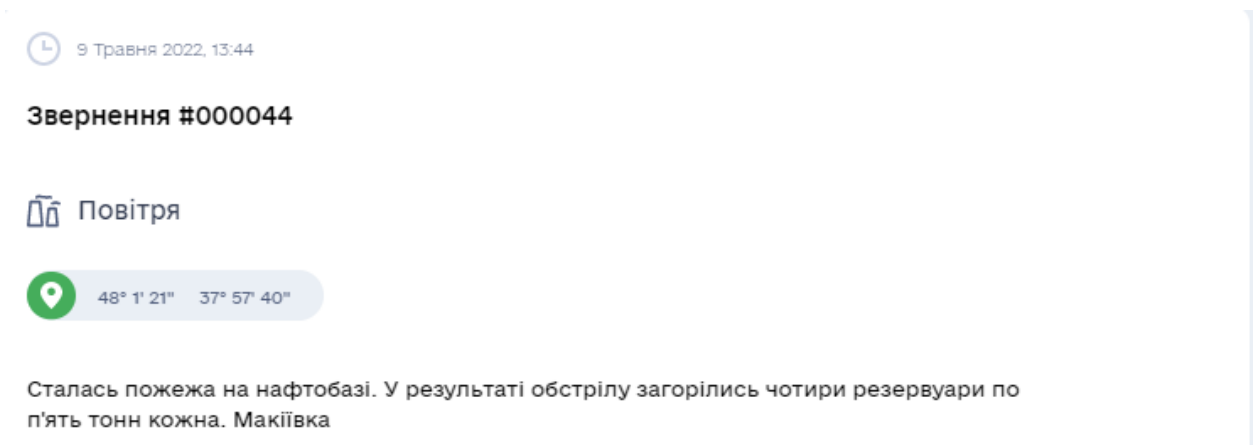 9 Травня 2022, 13:44
Звернення #000044
Повітря
48° 1' 21" 37° 57' 40"
Сталась пожежа на нафтобазі. У результаті обстрілу загорілись чотири резервуари по
п'ять тонн кожна. Макіївка